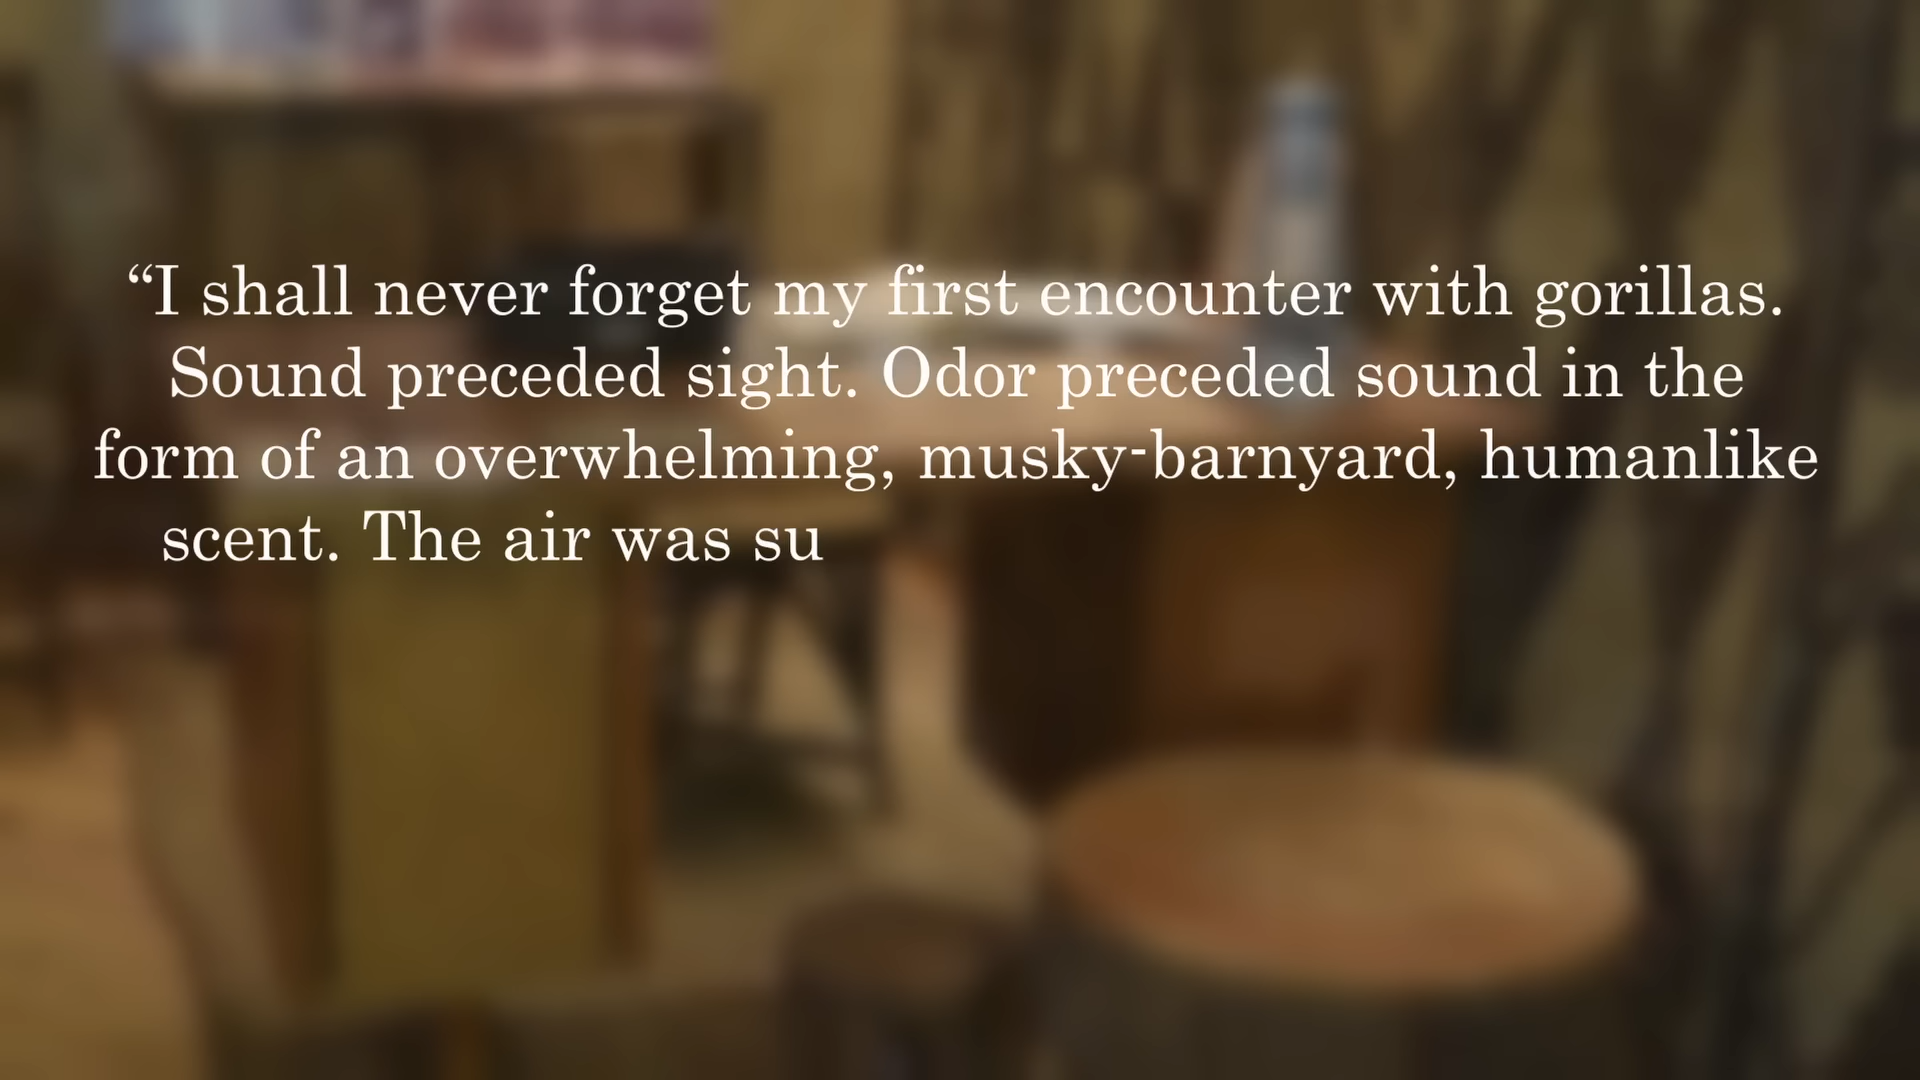 “I shall never forget my first encounter with gorillas.
Sound preceded sight. Odor preceded sound in the
form of an overwhelming, musky-barnyard, humanlike
scent. The air was su